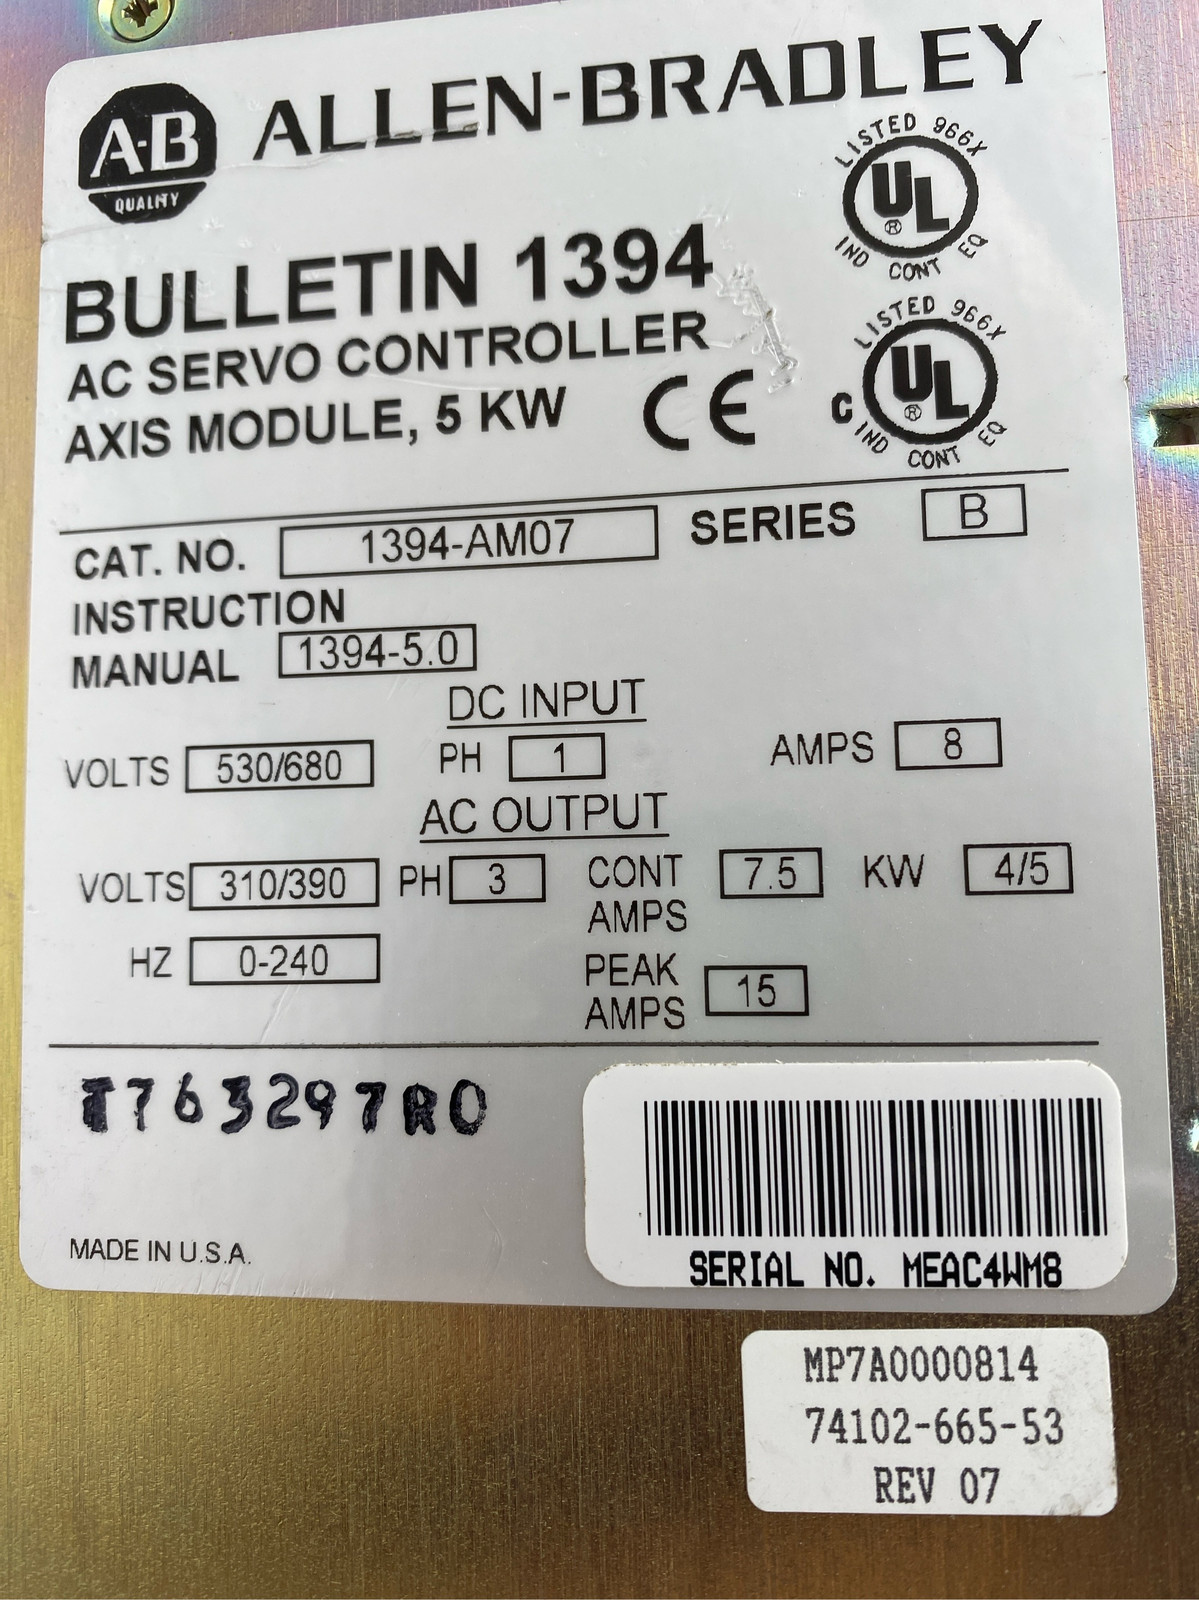 A-B
QUALITY
ALLEN-BRADLEY
LISTED 966X
UL
®
IND CONT EQ
BULLETIN 1394
AC SERVO CONTROLLER
AXIS MODULE, 5 KW
CE
LISTED 966X
C UL
®
IND CONT EQ
CAT. NO. 1394-AM07 SERIES B
INSTRUCTION
MANUAL 1394-5.0
DC INPUT
VOLTS 530/680 PH 1 AMPS 8
AC OUTPUT
VOLTS 310/390 PH 3 CONT AMPS 7.5 KW 4/5
HZ 0-240 PEAK AMPS 15
T763297R0
MADE IN U.S.A.
SERIAL NO. MEAC4WM8
MP7A0000814
74102-665-53
REV 07